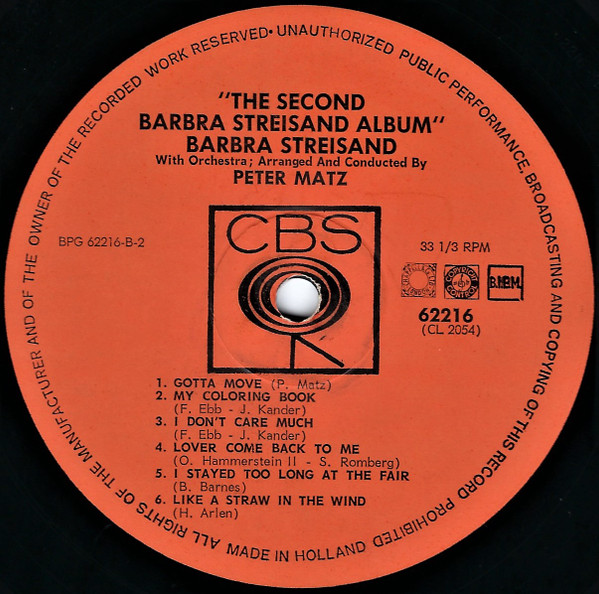 ALL RIGHTS OF THE MANUFACTURER AND OF THE OWNER OF THE RECORDED WORK RESERVED • UNAUTHORIZED PUBLIC PERFORMANCE, BROADCASTING AND COPYING OF THIS RECORD PROHIBITED
"THE SECOND
BARBRA STREISAND ALBUM"
BARBRA STREISAND
With Orchestra; Arranged And Conducted By
PETER MATZ
CBS
BPG 62216-B-2
33 1/3 RPM
COPYRIGHT CONTROL
B.I.E.M.
62216
(CL 2054)
1. GOTTA MOVE (P. Matz)
2. MY COLORING BOOK
(F. Ebb - J. Kander)
3. I DON'T CARE MUCH
(F. Ebb - J. Kander)
4. LOVER COME BACK TO ME
(O. Hammerstein II - S. Romberg)
5. I STAYED TOO LONG AT THE FAIR
(B. Barnes)
6. LIKE A STRAW IN THE WIND
(H. Arlen)
MADE IN HOLLAND